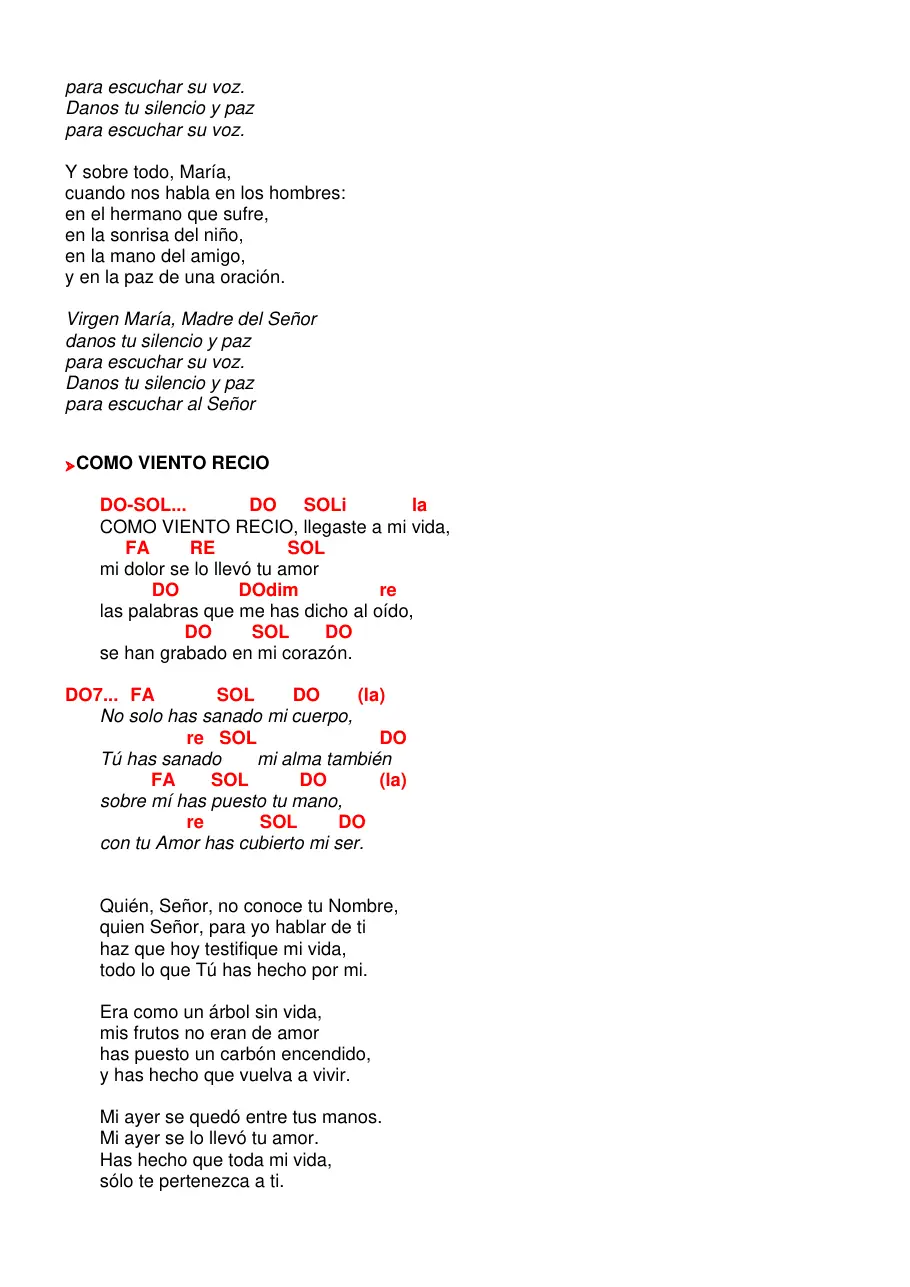 para escuchar su voz.
Danos tu silencio y paz
para escuchar su voz.
Y sobre todo, María,
cuando nos habla en los hombres:
en el hermano que sufre,
en la sonrisa del niño,
en la mano del amigo,
y en la paz de una oración.
Virgen María, Madre del Señor
danos tu silencio y paz
para escuchar su voz.
Danos tu silencio y paz
para escuchar al Señor
COMO VIENTO RECIO
DO-SOL... DO SOLi la
COMO VIENTO RECIO, llegaste a mi vida,
FA RE SOL
mi dolor se lo llevó tu amor
DO DOdim re
las palabras que me has dicho al oído,
DO SOL DO
se han grabado en mi corazón.
DO7... FA SOL DO (la)
No solo has sanado mi cuerpo,
re SOL DO
Tú has sanado mi alma también
FA SOL DO (la)
sobre mí has puesto tu mano,
re SOL DO
con tu Amor has cubierto mi ser.
Quién, Señor, no conoce tu Nombre,
quien Señor, para yo hablar de ti
haz que hoy testifique mi vida,
todo lo que Tú has hecho por mi.
Era como un árbol sin vida,
mis frutos no eran de amor
has puesto un carbón encendido,
y has hecho que vuelva a vivir.
Mi ayer se quedó entre tus manos.
Mi ayer se lo llevó tu amor.
Has hecho que toda mi vida,
sólo te pertenezca a ti.